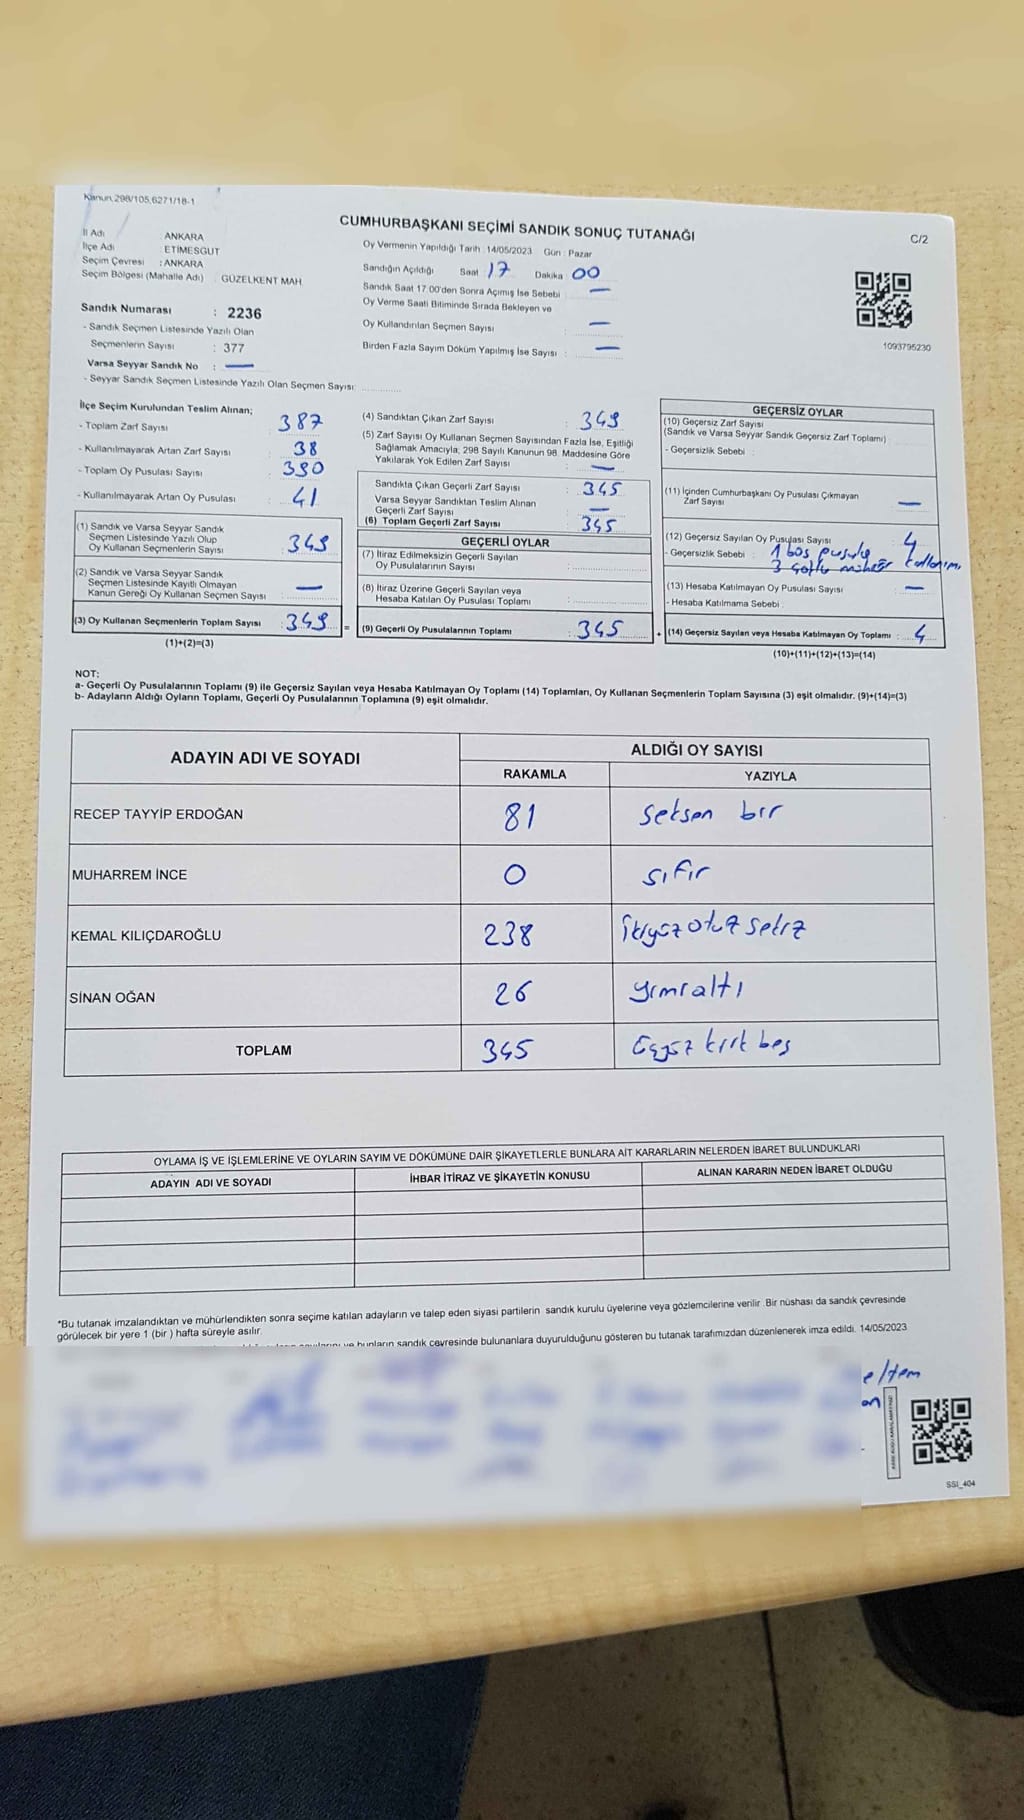 Kanun.298/105,6271/18-1
CUMHURBAŞKANI SEÇİMİ SANDIK SONUÇ TUTANAĞI
C/2
İl Adı ANKARA
İlçe Adı : ETİMESGUT
Seçim Çevresi : ANKARA
Seçim Bölgesi (Mahalle Adı) GÜZELKENT MAH.
Sandık Numarası : 2236
- Sandık Seçmen Listesinde Yazılı Olan
Seçmenlerin Sayısı : 377
Varsa Seyyar Sandık No : —
- Seyyar Sandık Seçmen Listesinde Yazılı Olan Seçmen Sayısı:
Oy Vermenin Yapıldığı Tarih : 14/05/2023 Gün : Pazar
Sandığın Açıldığı Saat 17 Dakika 00
Sandık Saat 17.00'den Sonra Açımış İse Sebebi —
Oy Verme Saati Bitiminde Sırada Bekleyen ve
Oy Kullandırılan Seçmen Sayısı : —
Birden Fazla Sayım Döküm Yapılmış İse Sayısı : —
1093795230
İlçe Seçim Kurulundan Teslim Alınan;
- Toplam Zarf Sayısı : 387
- Kullanılmayarak Artan Zarf Sayısı : 38
- Toplam Oy Pusulası Sayısı : 390
- Kullanılmayarak Artan Oy Pusulası : 41
(1) Sandık ve Varsa Seyyar Sandık
Seçmen Listesinde Yazılı Olup
Oy Kullanan Seçmenlerin Sayısı : 349
(2) Sandık ve Varsa Seyyar Sandık
Seçmen Listesinde Kayıtlı Olmayan
Kanun Gereği Oy Kullanan Seçmen Sayısı : —
(3) Oy Kullanan Seçmenlerin Toplam Sayısı : 349 =
(1)+(2)=(3)
(4) Sandıktan Çıkan Zarf Sayısı : 349
(5) Zarf Sayısı Oy Kullanan Seçmen Sayısından Fazla İse, Eşitliği
Sağlamak Amacıyla; 298 Sayılı Kanunun 98. Maddesine Göre
Yakılarak Yok Edilen Zarf Sayısı : —
Sandıkta Çıkan Geçerli Zarf Sayısı : 345
Varsa Seyyar Sandıktan Teslim Alınan
Geçerli Zarf Sayısı : —
(6) Toplam Geçerli Zarf Sayısı : 345
GEÇERLİ OYLAR
(7) İtiraz Edilmeksizin Geçerli Sayılan
Oy Pusulalarının Sayısı :
(8) İtiraz Üzerine Geçerli Sayılan veya
Hesaba Katılan Oy Pusulası Toplamı :
(9) Geçerli Oy Pusulalarının Toplamı : 345 +
GEÇERSİZ OYLAR
(10) Geçersiz Zarf Sayısı
(Sandık ve Varsa Seyyar Sandık Geçersiz Zarf Toplamı)
- Geçersizlik Sebebi :
(11) İçinden Cumhurbaşkanı Oy Pusulası Çıkmayan
Zarf Sayısı : —
(12) Geçersiz Sayılan Oy Pusulası Sayısı : 4
- Geçersizlik Sebebi : 1 boş pusula
3 çoklu mühür kullanımı
(13) Hesaba Katılmayan Oy Pusulası Sayısı : —
- Hesaba Katılmama Sebebi :
(14) Geçersiz Sayılan veya Hesaba Katılmayan Oy Toplamı : 4
(10)+(11)+(12)+(13)=(14)
NOT:
a- Geçerli Oy Pusulalarının Toplamı (9) ile Geçersiz Sayılan veya Hesaba Katılmayan Oy Toplamı (14) Toplamları, Oy Kullanan Seçmenlerin Toplam Sayısına (3) eşit olmalıdır. (9)+(14)=(3)
b- Adayların Aldığı Oyların Toplamı, Geçerli Oy Pusulalarının Toplamına (9) eşit olmalıdır.
ADAYIN ADI VE SOYADI ALDIĞI OY SAYISI
RAKAMLA YAZIYLA
RECEP TAYYİP ERDOĞAN 81 Seksen bir
MUHARREM İNCE 0 sıfır
KEMAL KILIÇDAROĞLU 238 İkiyüz otuz sekiz
SİNAN OĞAN 26 yirmialtı
TOPLAM 345 Üçyüz kırk beş
OYLAMA İŞ VE İŞLEMLERİNE VE OYLARIN SAYIM VE DÖKÜMÜNE DAİR ŞİKAYETLERLE BUNLARA AİT KARARLARIN NELERDEN İBARET BULUNDUKLARI
ADAYIN ADI VE SOYADI İHBAR İTİRAZ VE ŞİKAYETİN KONUSU ALINAN KARARIN NEDEN İBARET OLDUĞU
*Bu tutanak imzalandıktan ve mühürlendikten sonra seçime katılan adayların ve talep eden siyasi partilerin sandık kurulu üyelerine veya gözlemcilerine verilir. Bir nüshası da sandık çevresinde
görülecek bir yere 1 (bir ) hafta süreyle asılır.
ve bunların sandık çevresinde bulunanlara duyurulduğunu gösteren bu tutanak tarafımızdan düzenlenerek imza edildi. 14/05/2023
SSI_404